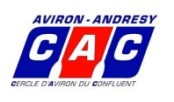 AVIRON-ANDRESY
CAC
CERCLE D'AVIRON DU CONFLUENT